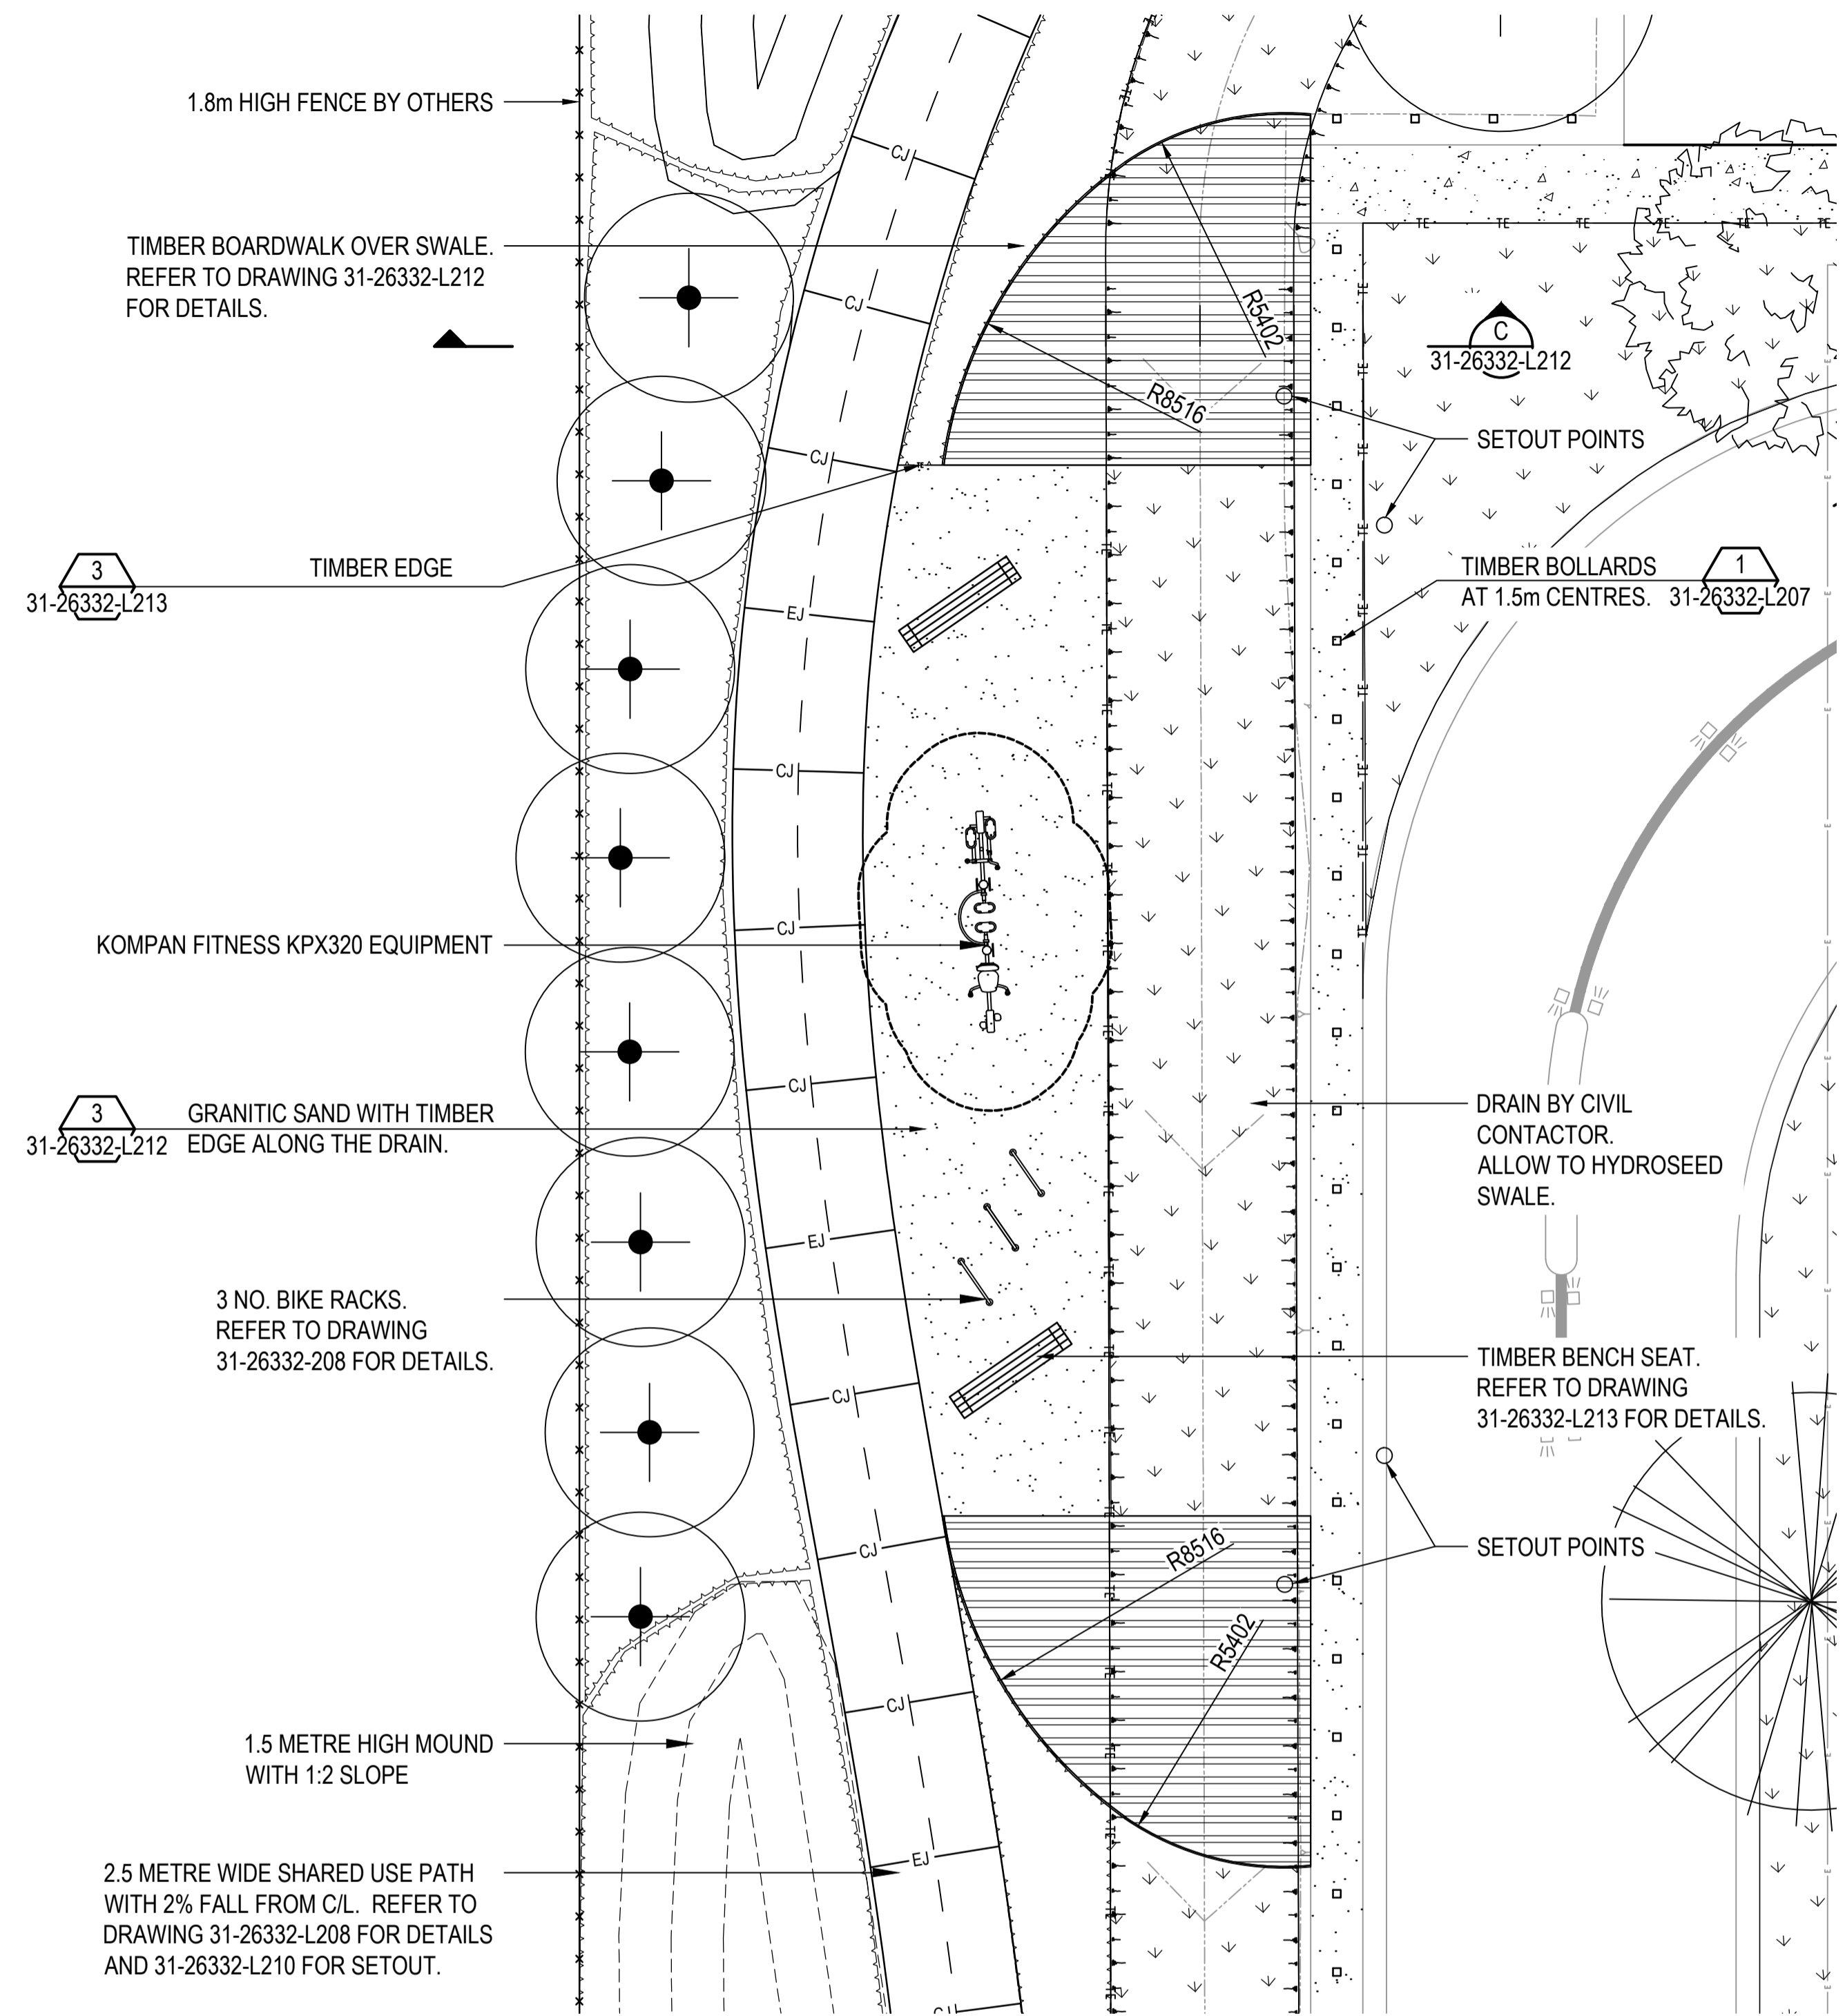 1.8m HIGH FENCE BY OTHERS
TIMBER BOARDWALK OVER SWALE.
REFER TO DRAWING 31-26332-L212
FOR DETAILS.
3
31-26332-L213
TIMBER EDGE
KOMPAN FITNESS KPX320 EQUIPMENT
3
31-26332-L212
GRANITIC SAND WITH TIMBER
EDGE ALONG THE DRAIN.
3 NO. BIKE RACKS.
REFER TO DRAWING
31-26332-208 FOR DETAILS.
1.5 METRE HIGH MOUND
WITH 1:2 SLOPE
2.5 METRE WIDE SHARED USE PATH
WITH 2% FALL FROM C/L. REFER TO
DRAWING 31-26332-L208 FOR DETAILS
AND 31-26332-L210 FOR SETOUT.
CJ
CJ
CJ
EJ
CJ
CJ
CJ
EJ
CJ
CJ
CJ
EJ
R5402
R8516
R8516
R5402
TE
TE
TE
TE
TE
TE
C
31-26332-L212
SETOUT POINTS
TIMBER BOLLARDS
AT 1.5m CENTRES.
1
31-26332-L207
DRAIN BY CIVIL
CONTACTOR.
ALLOW TO HYDROSEED
SWALE.
TIMBER BENCH SEAT.
REFER TO DRAWING
31-26332-L213 FOR DETAILS.
SETOUT POINTS